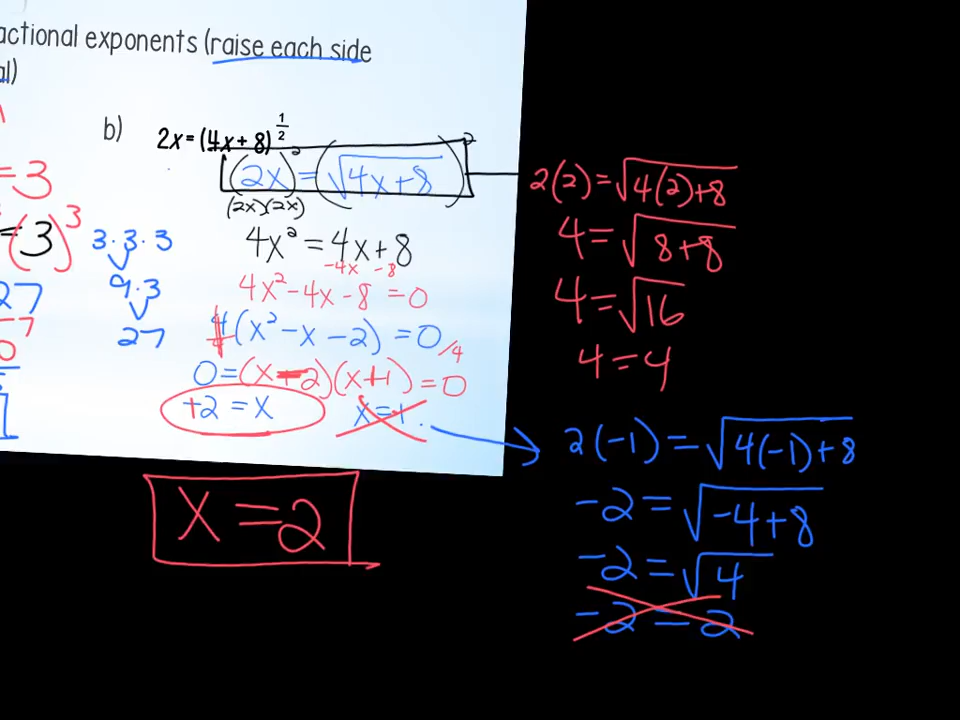 actional exponents (raise each side
al)
= 3
= (3)³
3·3·3
9·3
27
27
b) 2x = (4x + 8)^(1/2)
(2x)² = (√(4x+8))²
(2x)(2x)
4x² = 4x + 8
-4x -8
4x² - 4x - 8 = 0
4(x² - x - 2) = 0/4
0 = (x - 2)(x + 1) = 0
+2 = x
X = 2
2(2) = √(4(2)+8)
4 = √(8+8)
4 = √16
4 = 4
2(-1) = √(4(-1)+8)
-2 = √(-4+8)
-2 = √4
-2 = 2